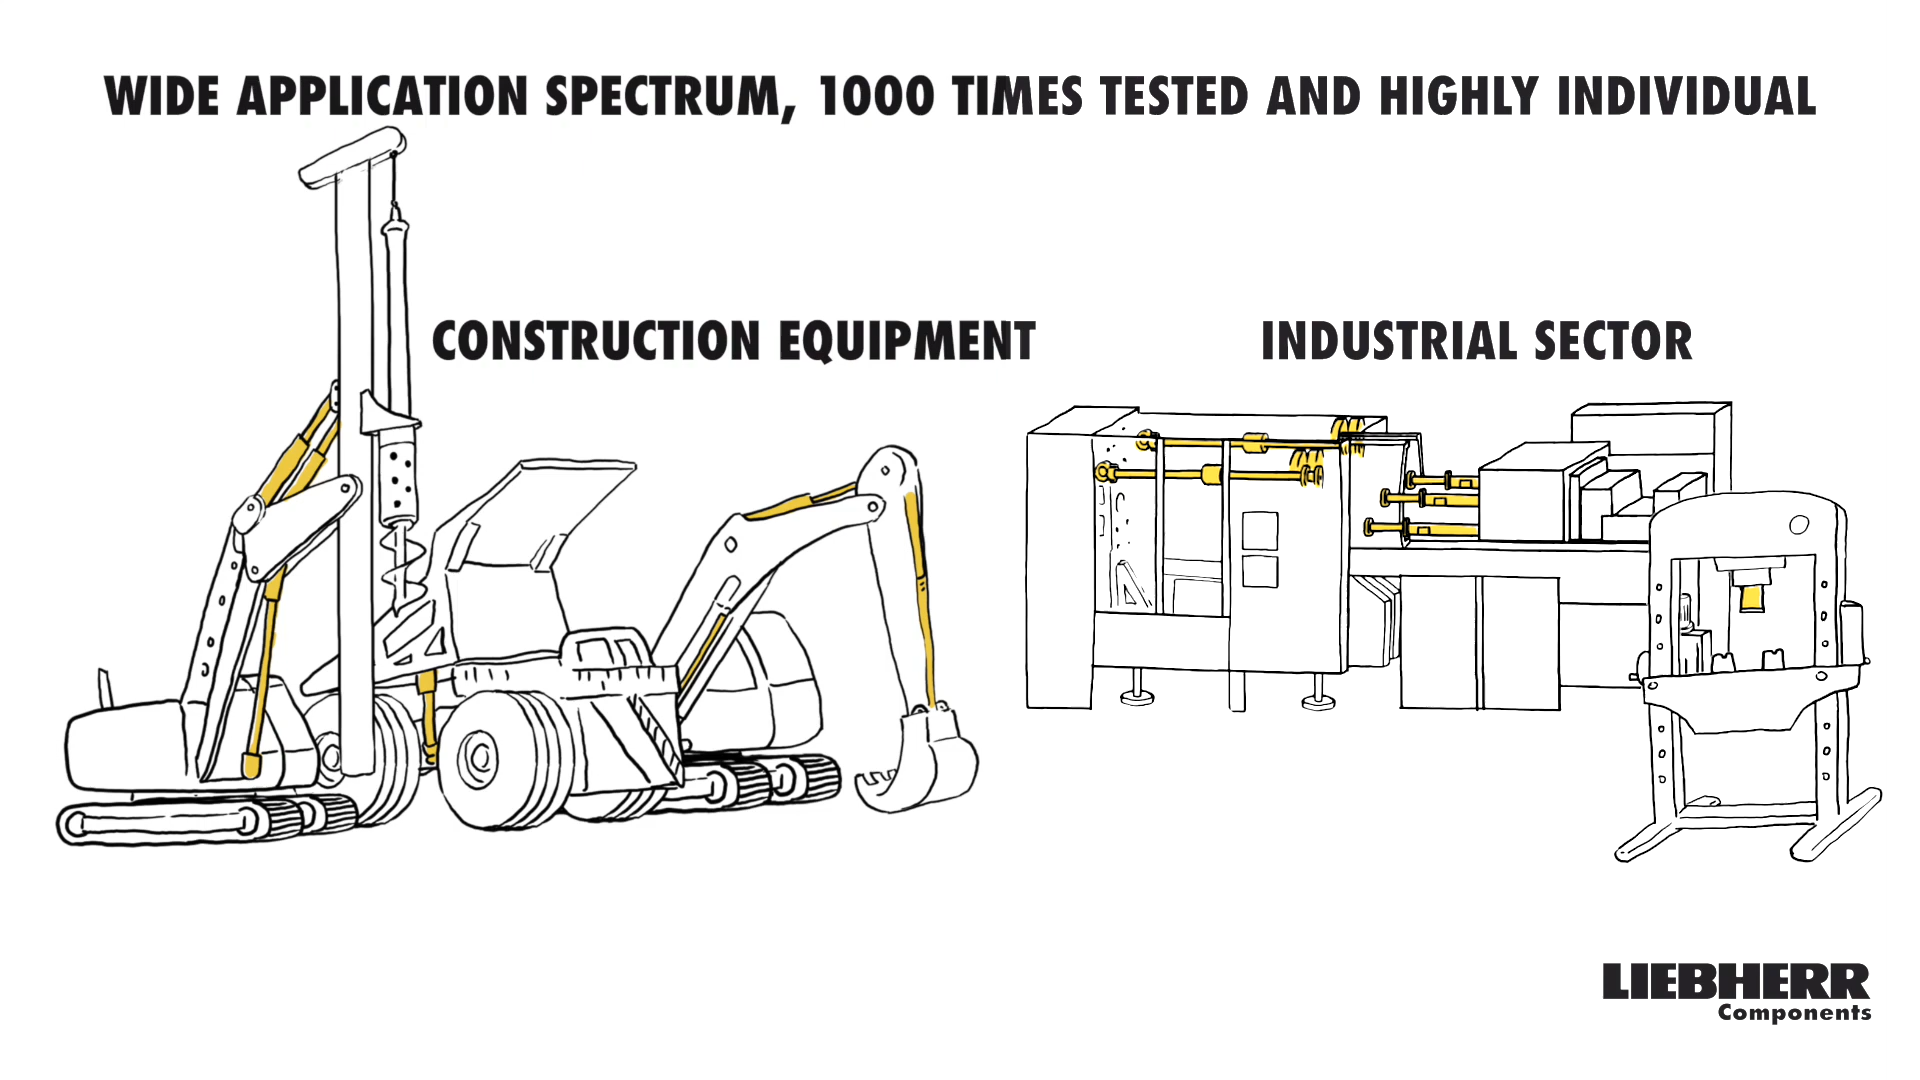 WIDE APPLICATION SPECTRUM, 1000 TIMES TESTED AND HIGHLY INDIVIDUAL
CONSTRUCTION EQUIPMENT
INDUSTRIAL SECTOR
LIEBHERR
Components